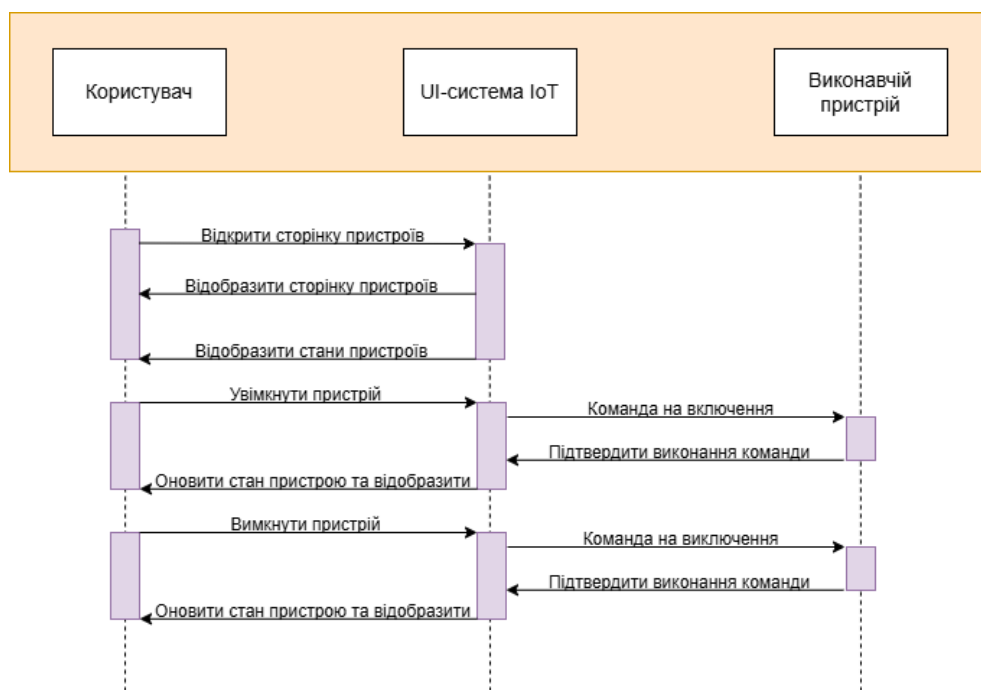 Користувач
UI-система IoT
Виконавчій
пристрій
Відкрити сторінку пристроїв
Відобразити сторінку пристроїв
Відобразити стани пристроїв
Увімкнути пристрій
Команда на включення
Підтвердити виконання команди
Оновити стан пристрою та відобразити
Вимкнути пристрій
Команда на виключення
Підтвердити виконання команди
Оновити стан пристрою та відобразити